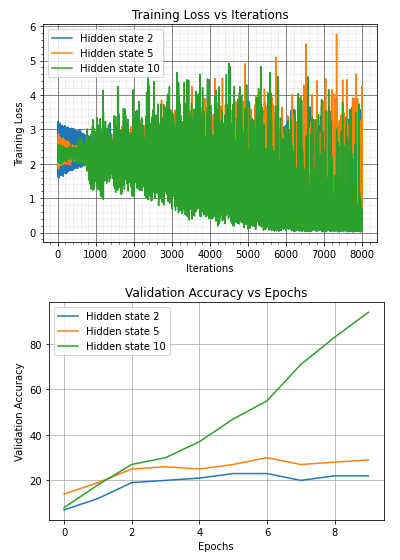 Training Loss vs Iterations
6
5
4
3
2
1
0
Training Loss
Hidden state 2
Hidden state 5
Hidden state 10
0 1000 2000 3000 4000 5000 6000 7000 8000
Iterations
Validation Accuracy vs Epochs
80
60
40
20
Validation Accuracy
Hidden state 2
Hidden state 5
Hidden state 10
0 2 4 6 8
Epochs